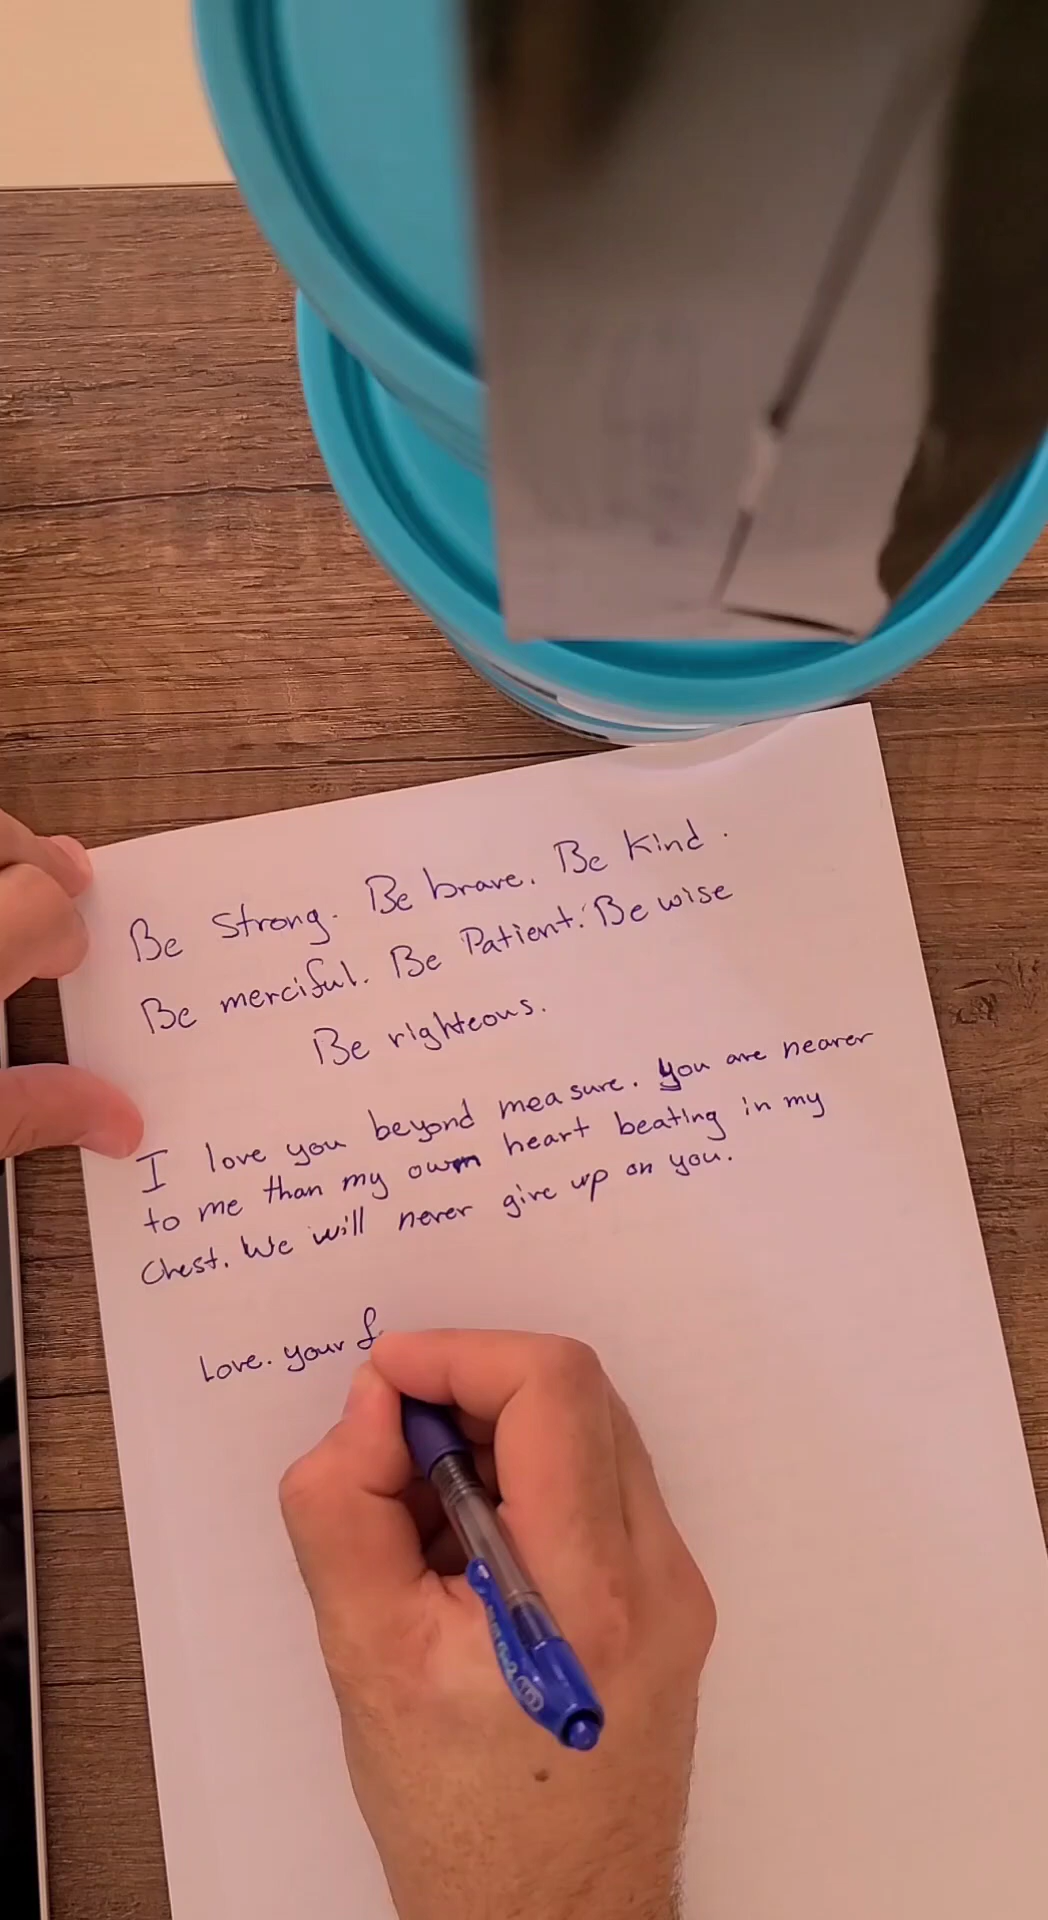 Be Strong. Be brave. Be Kind.
Be merciful. Be Patient. Be wise
Be righteous.
I love you beyond measure. You are nearer
to me than my own heart beating in my
Chest. We will never give up on you.
Love. your f